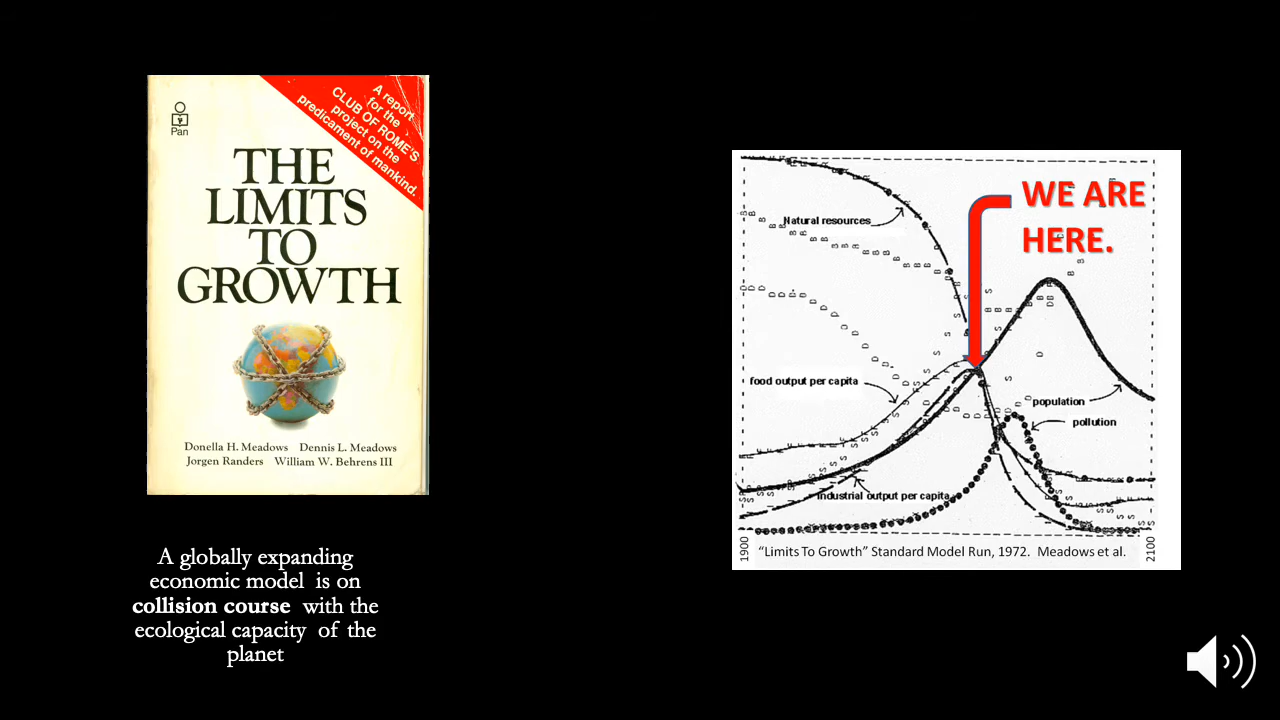 Pan
A report
for the
CLUB OF ROME'S
project on the
predicament of mankind.
THE
LIMITS
TO
GROWTH
Donella H. Meadows Dennis L. Meadows
Jorgen Randers William W. Behrens III
A globally expanding
economic model is on
collision course with the
ecological capacity of the
planet
WE ARE
HERE.
Natural resources
food output per capita
population
pollution
industrial output per capita
1900
2100
"Limits To Growth" Standard Model Run, 1972. Meadows et al.